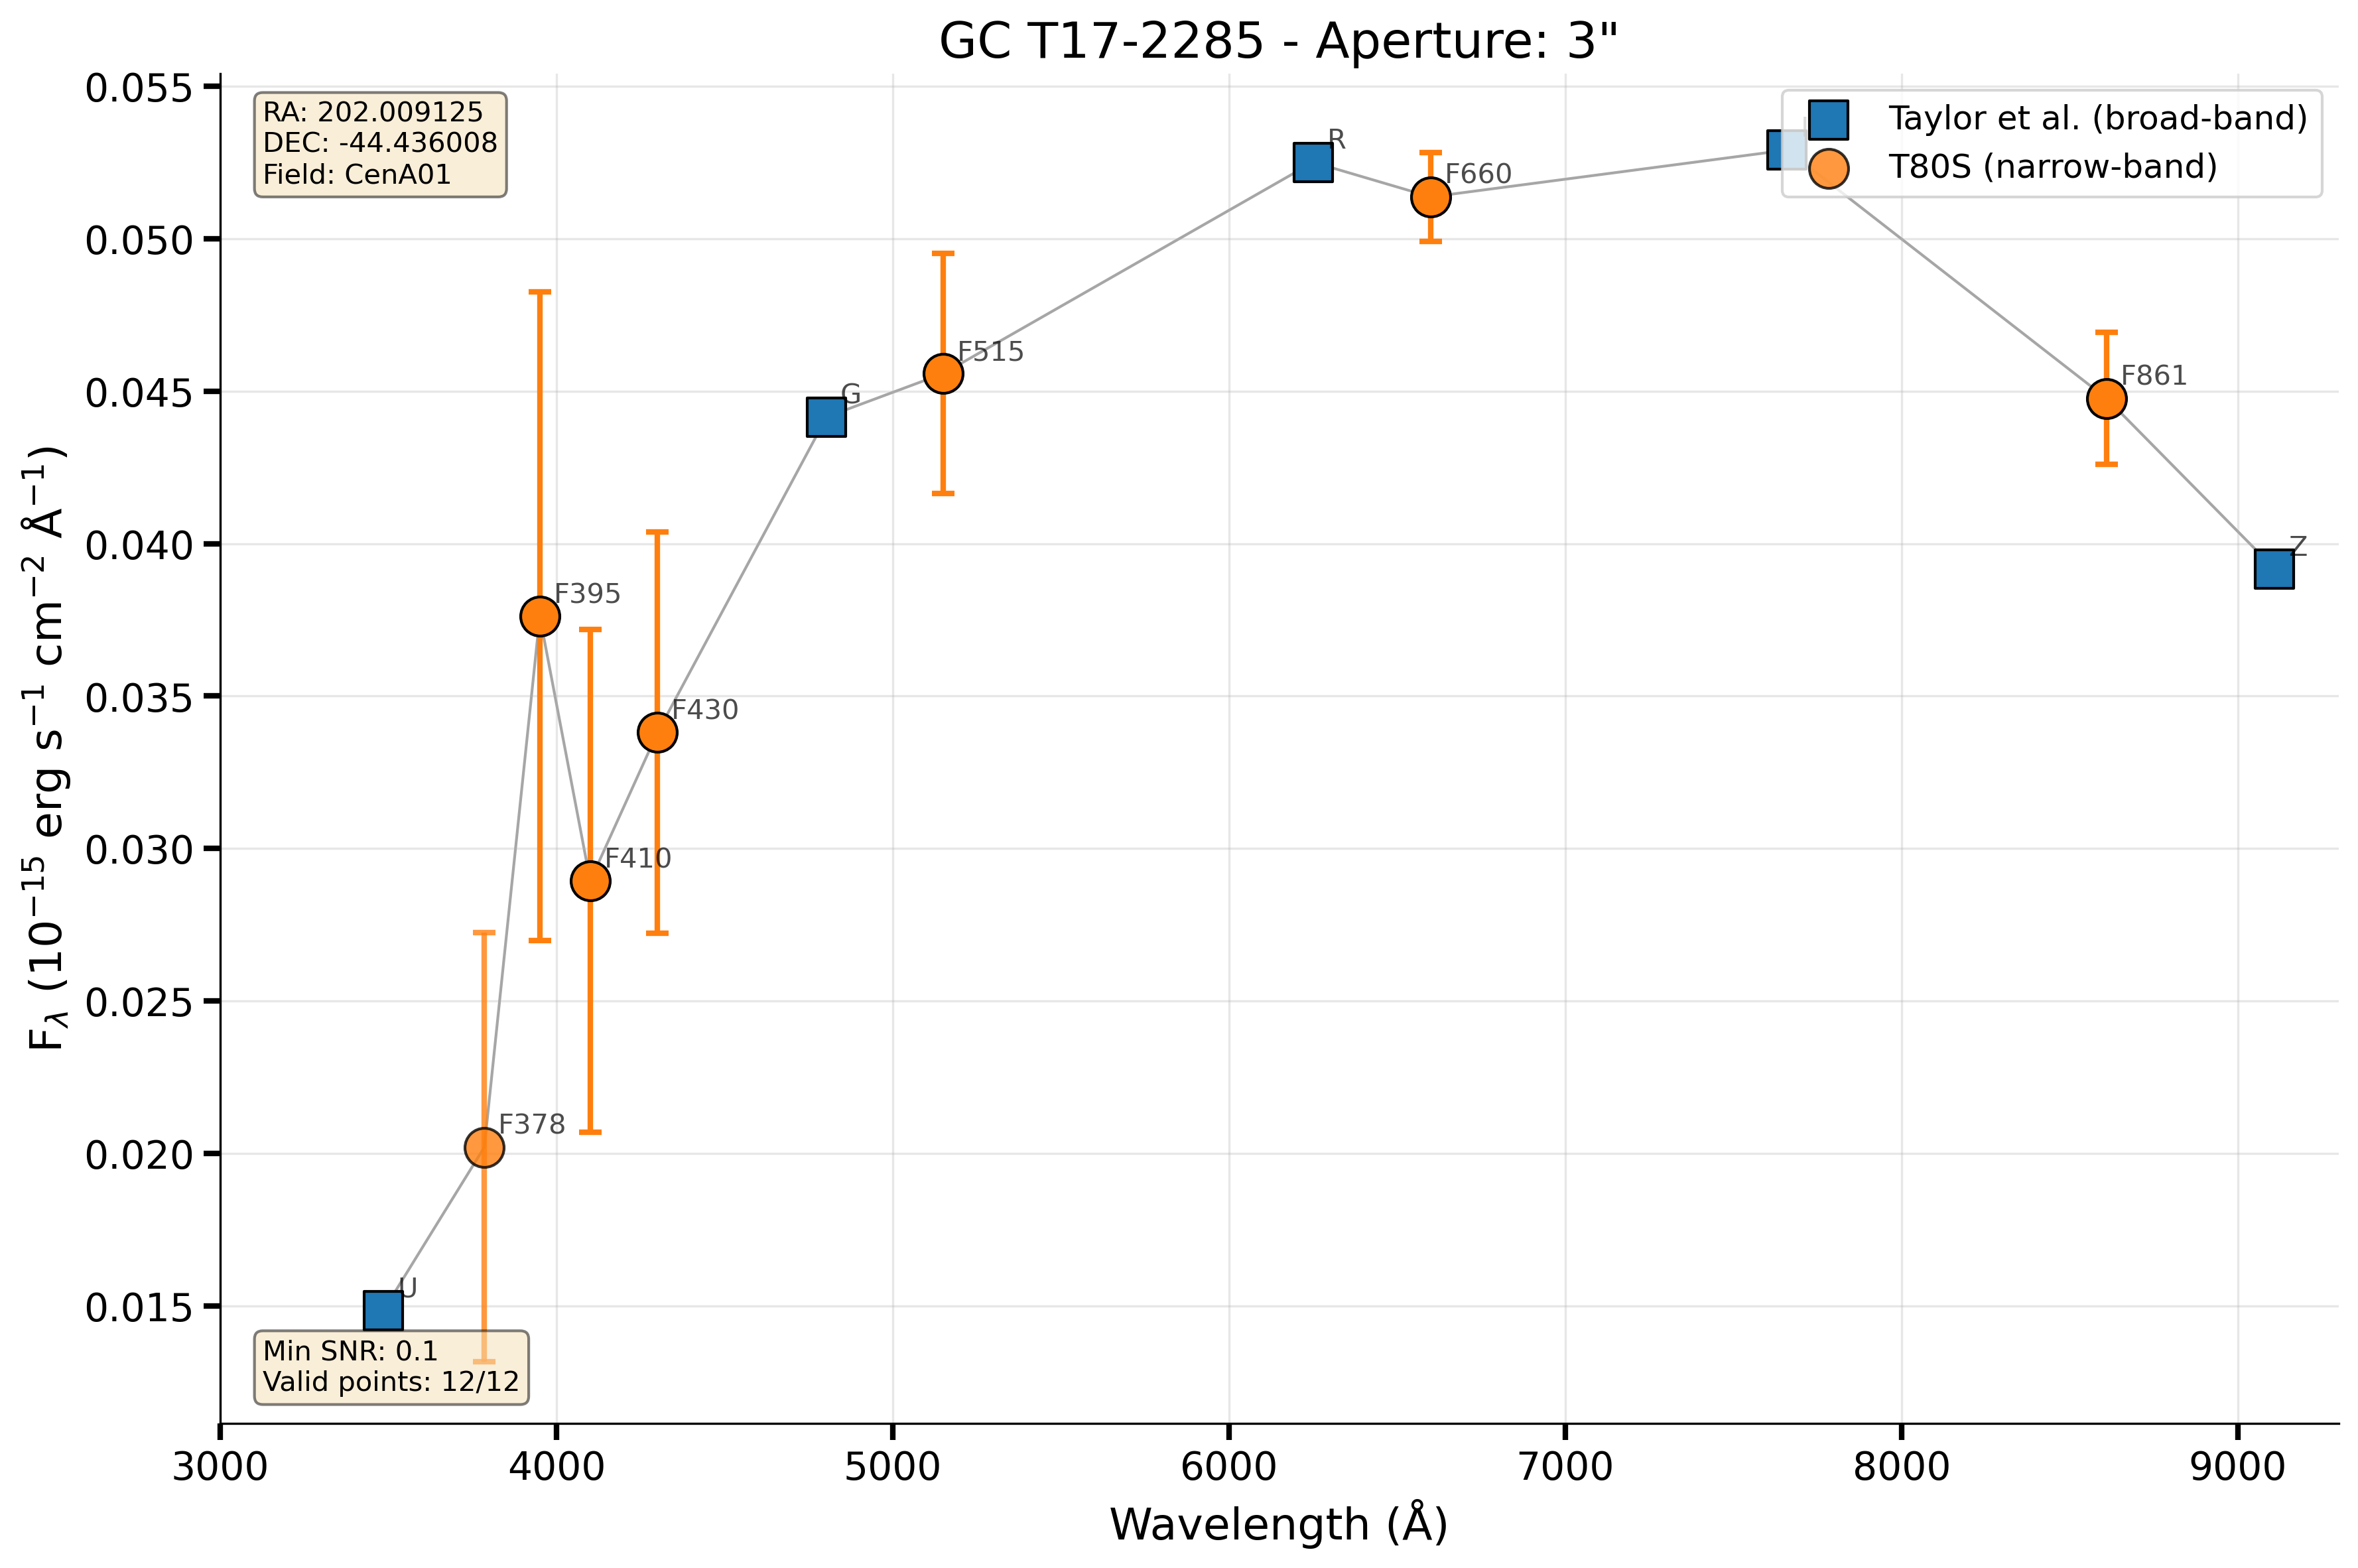 GC T17-2285 - Aperture: 3"
RA: 202.009125
DEC: -44.436008
Field: CenA01
Taylor et al. (broad-band)
T80S (narrow-band)
0.055
0.050
0.045
0.040
0.035
0.030
0.025
0.020
0.015
F_λ (10⁻¹⁵ erg s⁻¹ cm⁻² Å⁻¹)
U
F378
F395
F410
F430
G
F515
R
F660
F861
Z
Min SNR: 0.1
Valid points: 12/12
3000
4000
5000
6000
7000
8000
9000
Wavelength (Å)